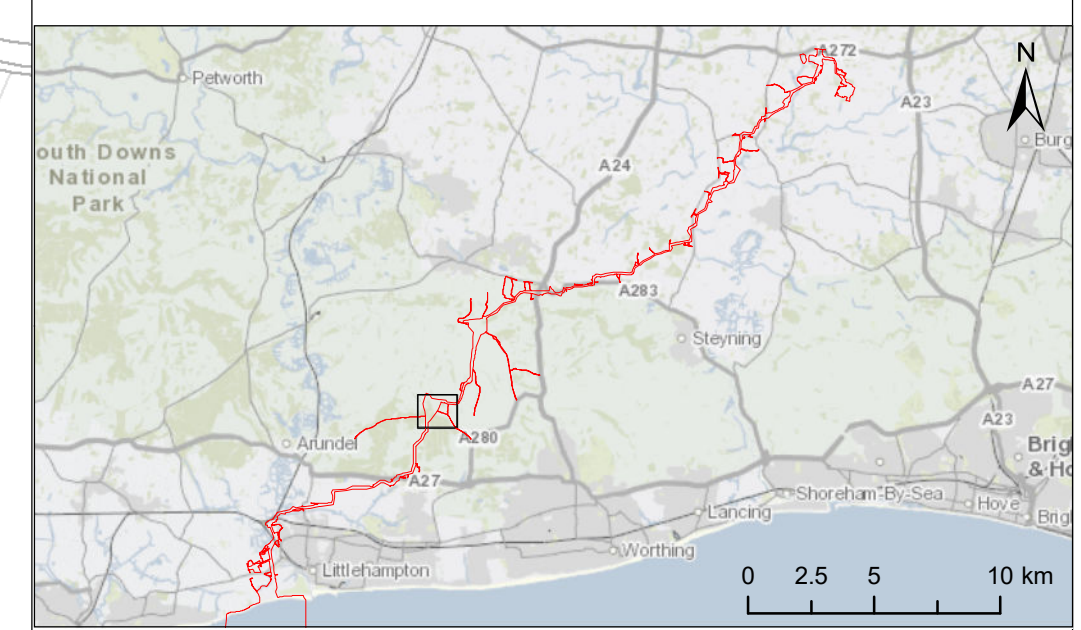 A272
N
Petworth
A23
Burg
outh Downs
National
Park
A24
A283
Steyning
A27
A23
Arundel
A280
Brig
& Ho
A27
Shoreham-By-Sea
Hove
Lancing
Brig
Worthing
Littlehampton
0 2.5 5 10 km